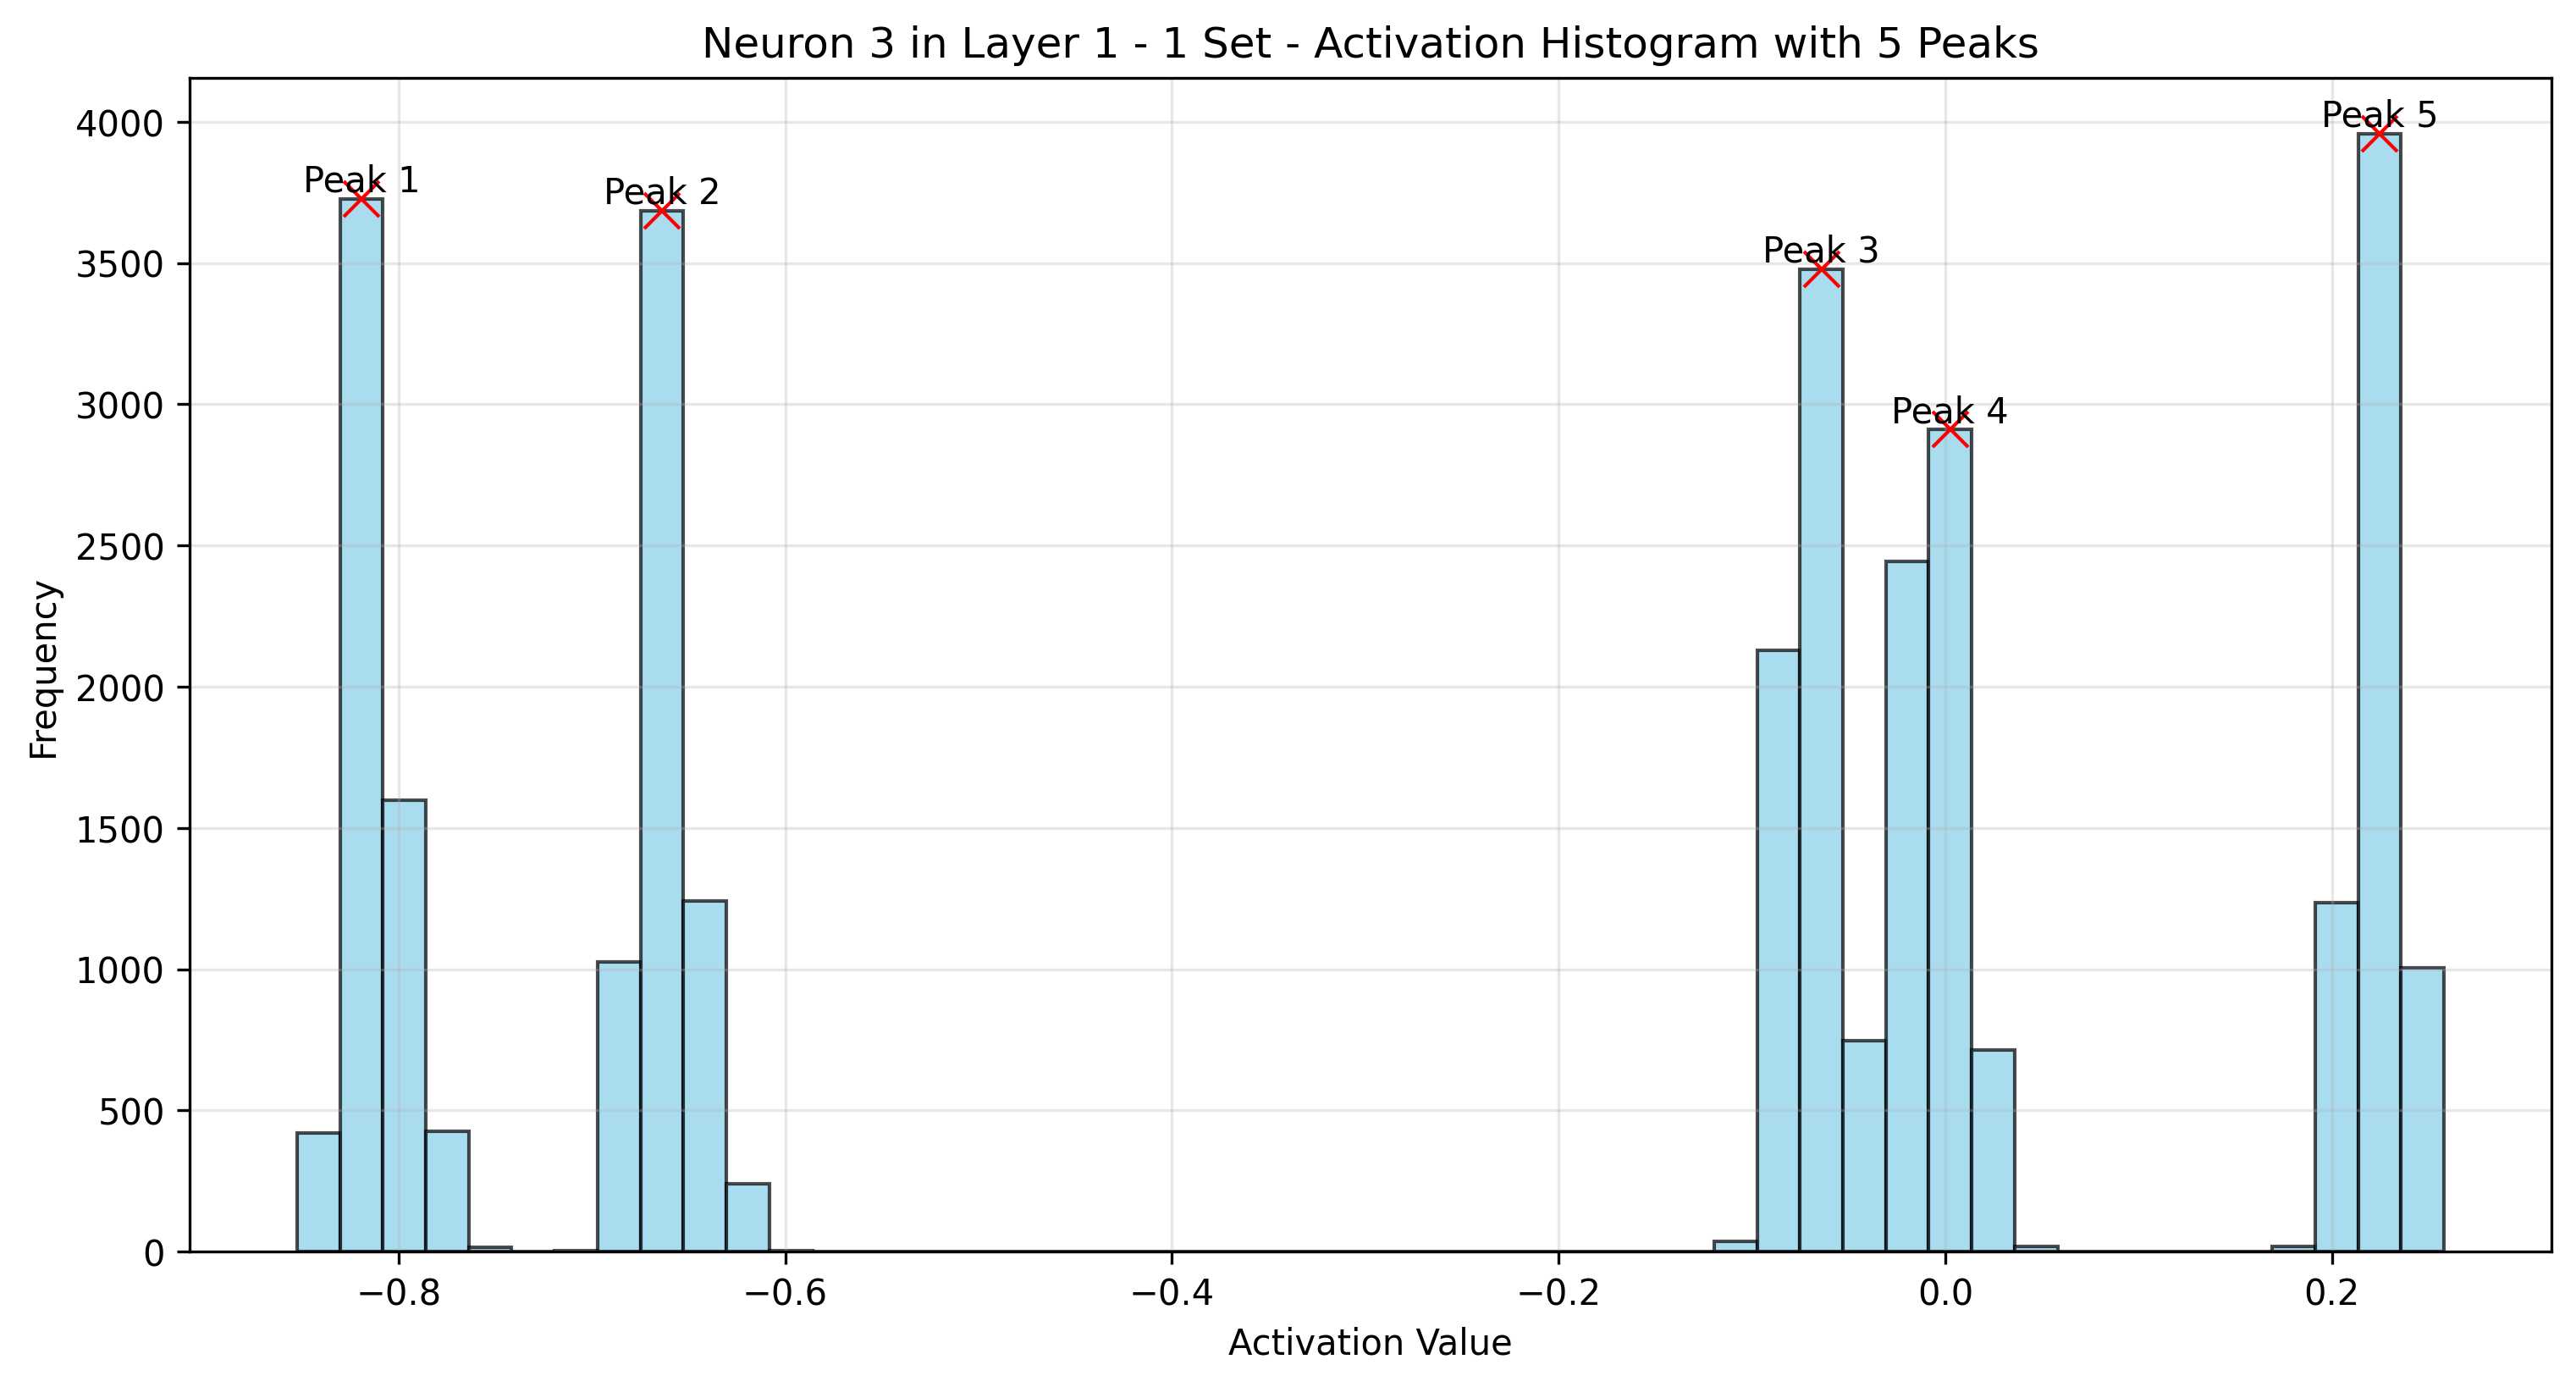 Neuron 3 in Layer 1 - 1 Set - Activation Histogram with 5 Peaks
Frequency
4000
3500
3000
2500
2000
1500
1000
500
0
Peak 1
Peak 2
Peak 3
Peak 4
Peak 5
−0.8
−0.6
−0.4
−0.2
0.0
0.2
Activation Value